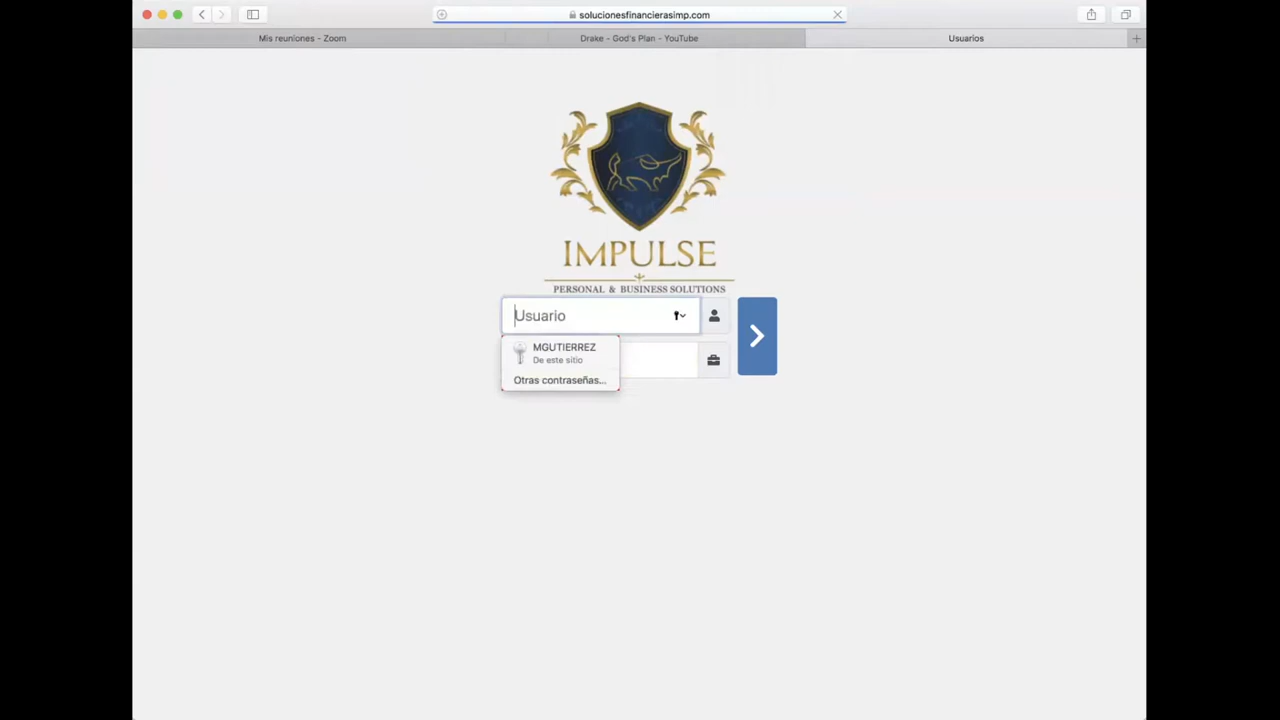 solucionesfinancierasimp.com
Mis reuniones - Zoom
Drake - God's Plan - YouTube
Usuarios
IMPULSE
PERSONAL & BUSINESS SOLUTIONS
Usuario
MGUTIERREZ
De este sitio
Otras contraseñas...